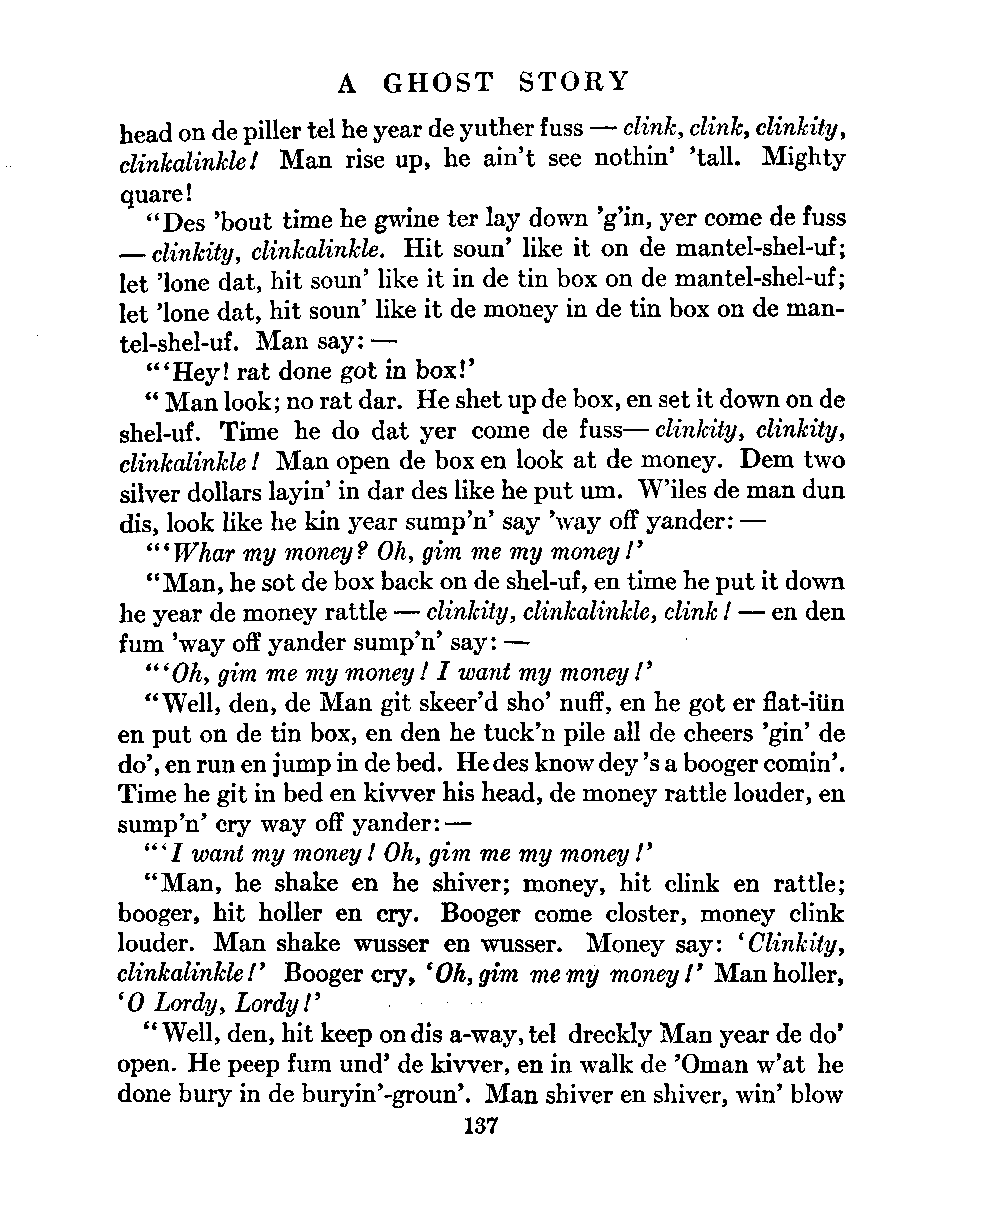 A GHOST STORY
head on de piller tel he year de yuther fuss — clink, clink, clinkity,
clinkalinkle! Man rise up, he ain't see nothin' 'tall. Mighty
quare!
"Des 'bout time he gwine ter lay down 'g'in, yer come de fuss
— clinkity, clinkalinkle. Hit soun' like it on de mantel-shel-uf;
let 'lone dat, hit soun' like it in de tin box on de mantel-shel-uf;
let 'lone dat, hit soun' like it de money in de tin box on de man-
tel-shel-uf. Man say: —
"'Hey! rat done got in box!'
"Man look; no rat dar. He shet up de box, en set it down on de
shel-uf. Time he do dat yer come de fuss— clinkity, clinkity,
clinkalinkle! Man open de box en look at de money. Dem two
silver dollars layin' in dar des like he put um. W'iles de man dun
dis, look like he kin year sump'n' say 'way off yander: —
"'Whar my money? Oh, gim me my money!'
"Man, he sot de box back on de shel-uf, en time he put it down
he year de money rattle — clinkity, clinkalinkle, clink! — en den
fum 'way off yander sump'n' say: —
"'Oh, gim me my money! I want my money!'
"Well, den, de Man git skeer'd sho' nuff, en he got er flat-iün
en put on de tin box, en den he tuck'n pile all de cheers 'gin' de
do', en run en jump in de bed. He des know dey 's a booger comin'.
Time he git in bed en kivver his head, de money rattle louder, en
sump'n' cry way off yander: —
"'I want my money! Oh, gim me my money!'
"Man, he shake en he shiver; money, hit clink en rattle;
booger, hit holler en cry. Booger come closter, money clink
louder. Man shake wusser en wusser. Money say: 'Clinkity,
clinkalinkle!' Booger cry, 'Oh, gim me my money!' Man holler,
'O Lordy, Lordy!'
"Well, den, hit keep on dis a-way, tel dreckly Man year de do'
open. He peep fum und' de kivver, en in walk de 'Oman w'at he
done bury in de buryin'-groun'. Man shiver en shiver, win' blow
137